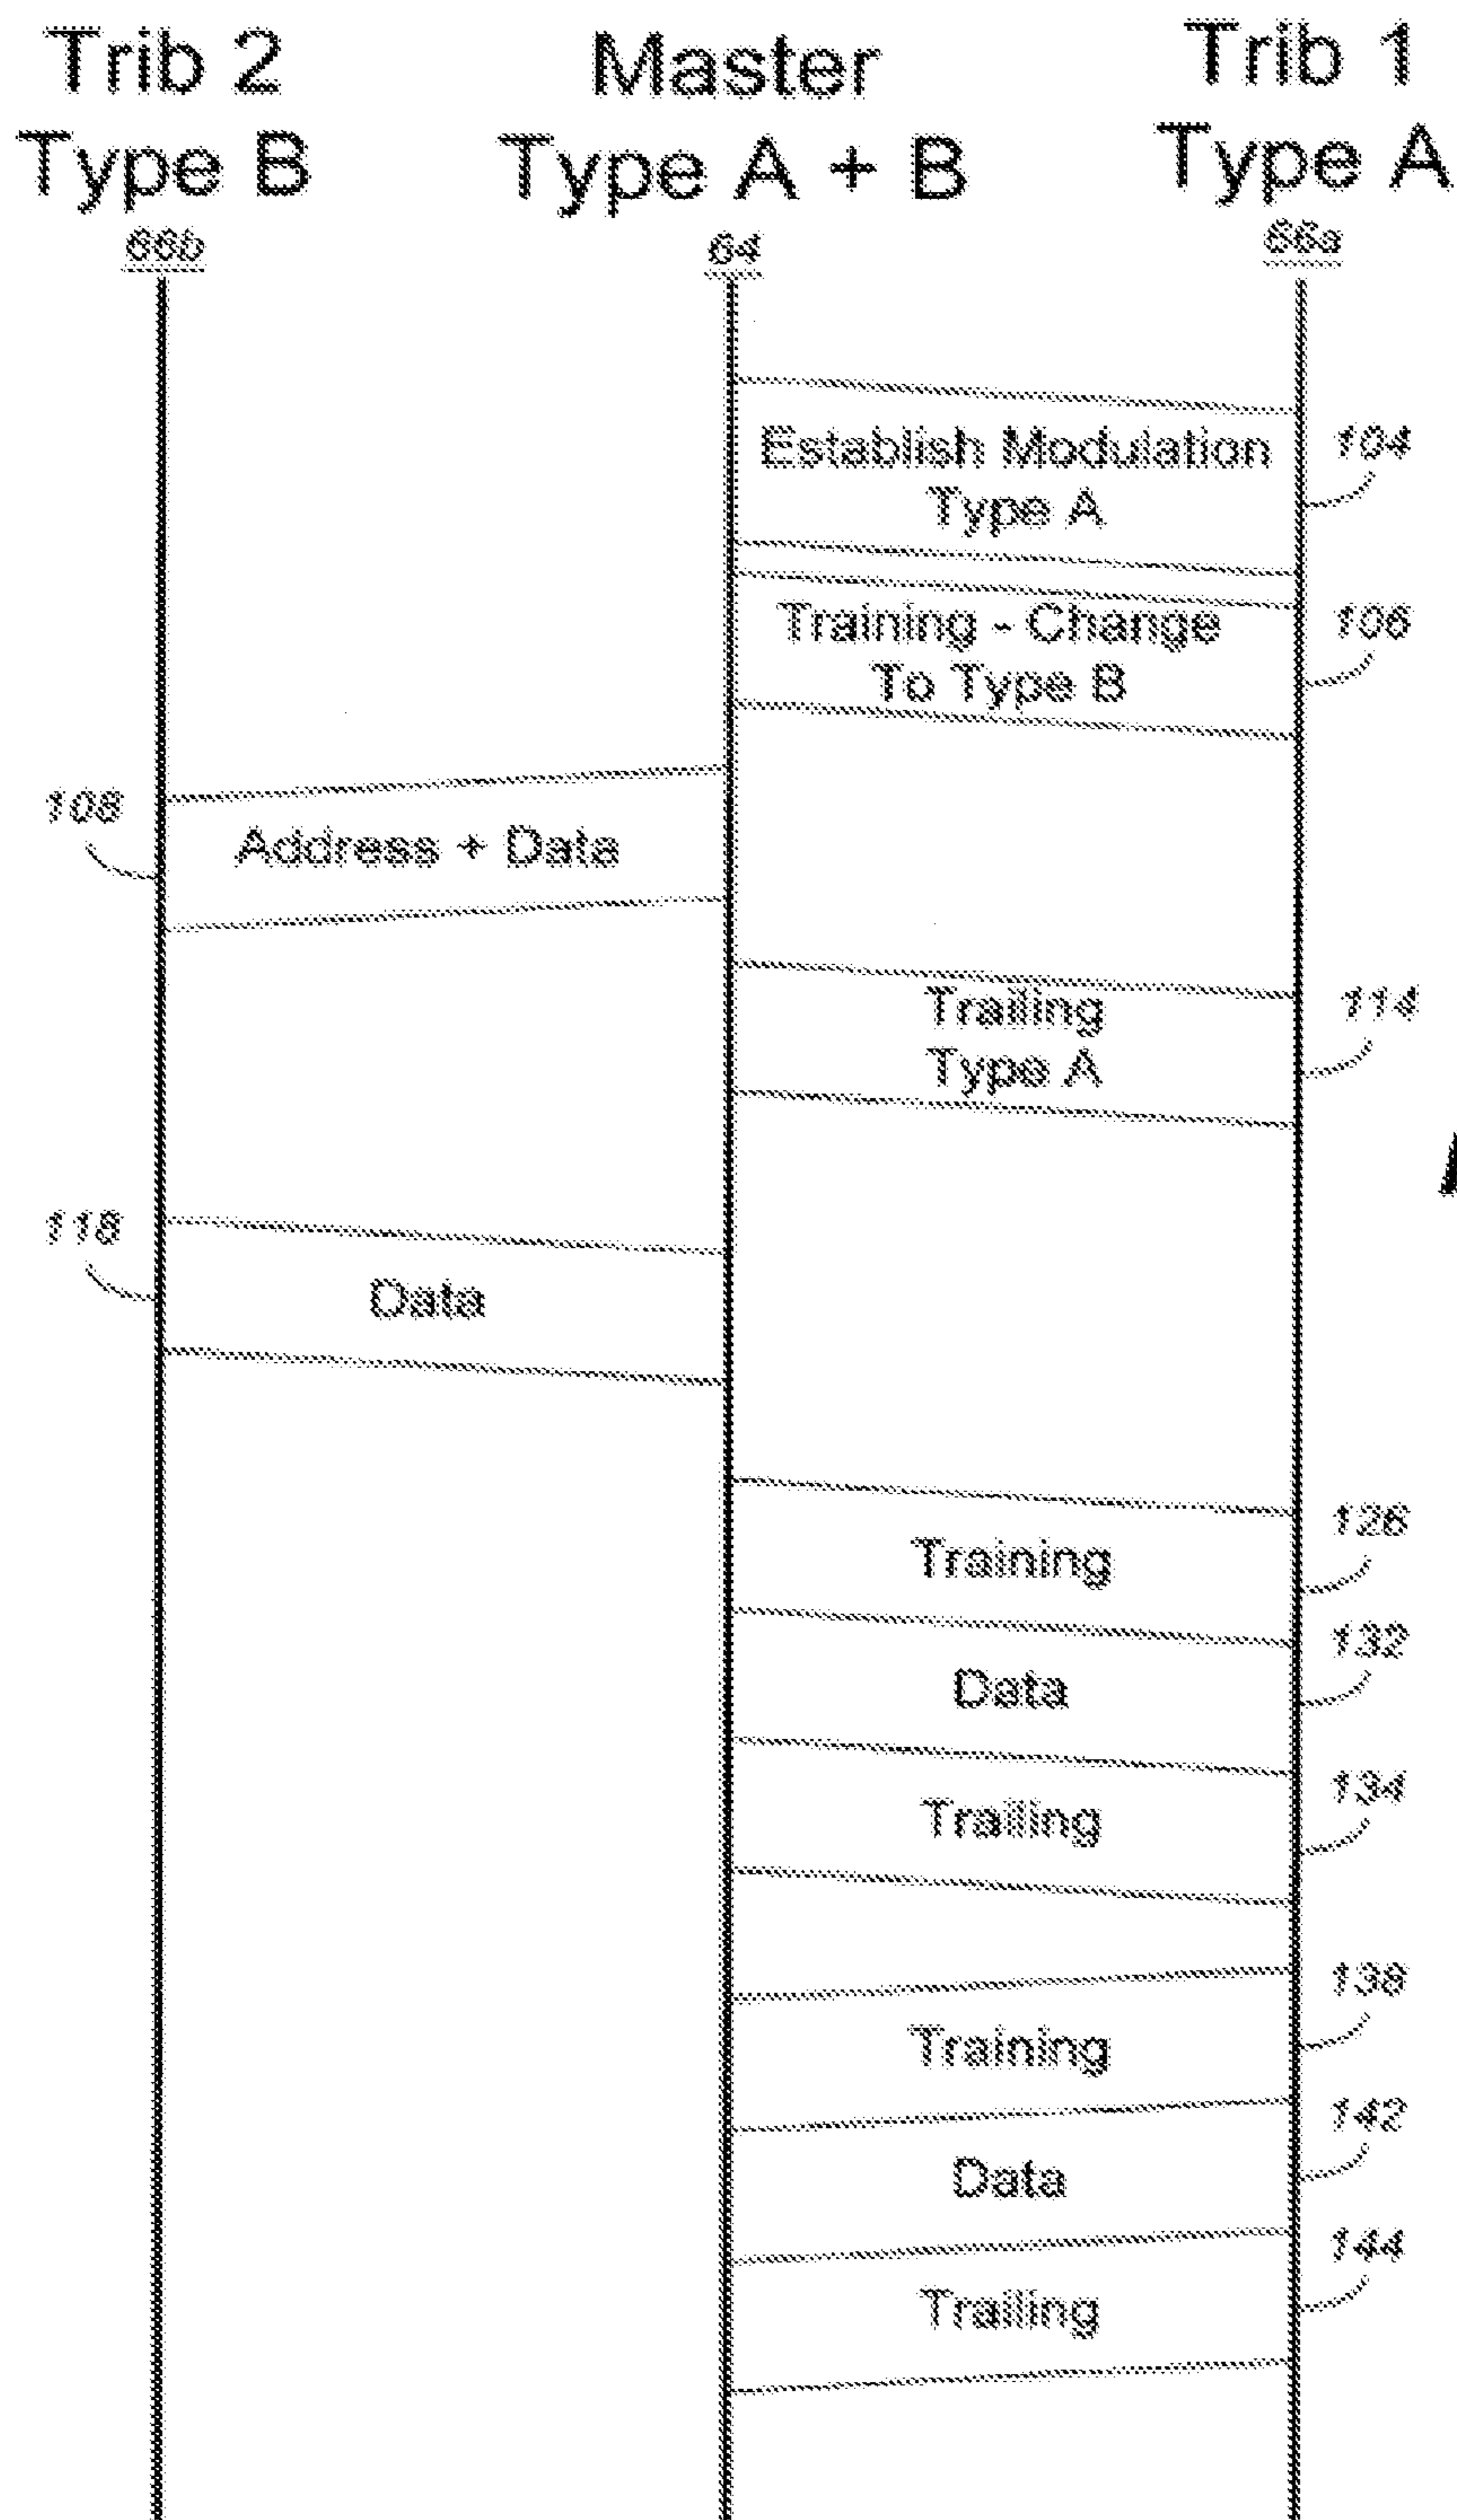 Trib 2
Type B
66b
Master
Type A + B
64
Trib 1
Type A
66a
Establish Modulation
Type A
104
Training - Change
To Type B
106
108
Address + Data
Trailing
Type A
114
118
Data
Training
126
Data
132
Trailing
134
Training
138
Data
142
Trailing
144